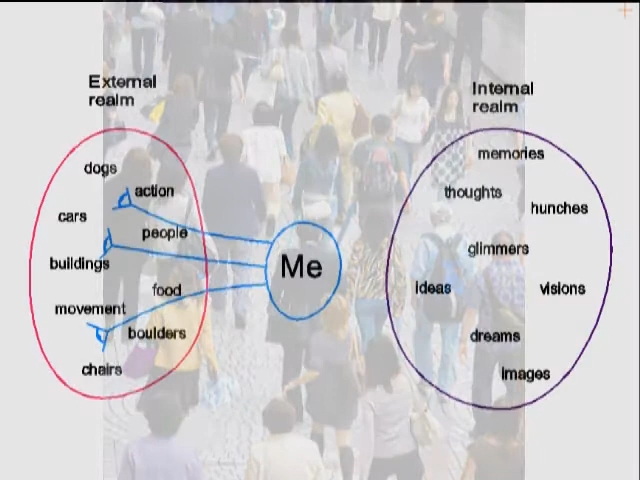 External
realm
dogs
action
cars
people
buildings
food
movement
boulders
chairs
Me
Internal
realm
memories
thoughts
hunches
glimmers
ideas
visions
dreams
images